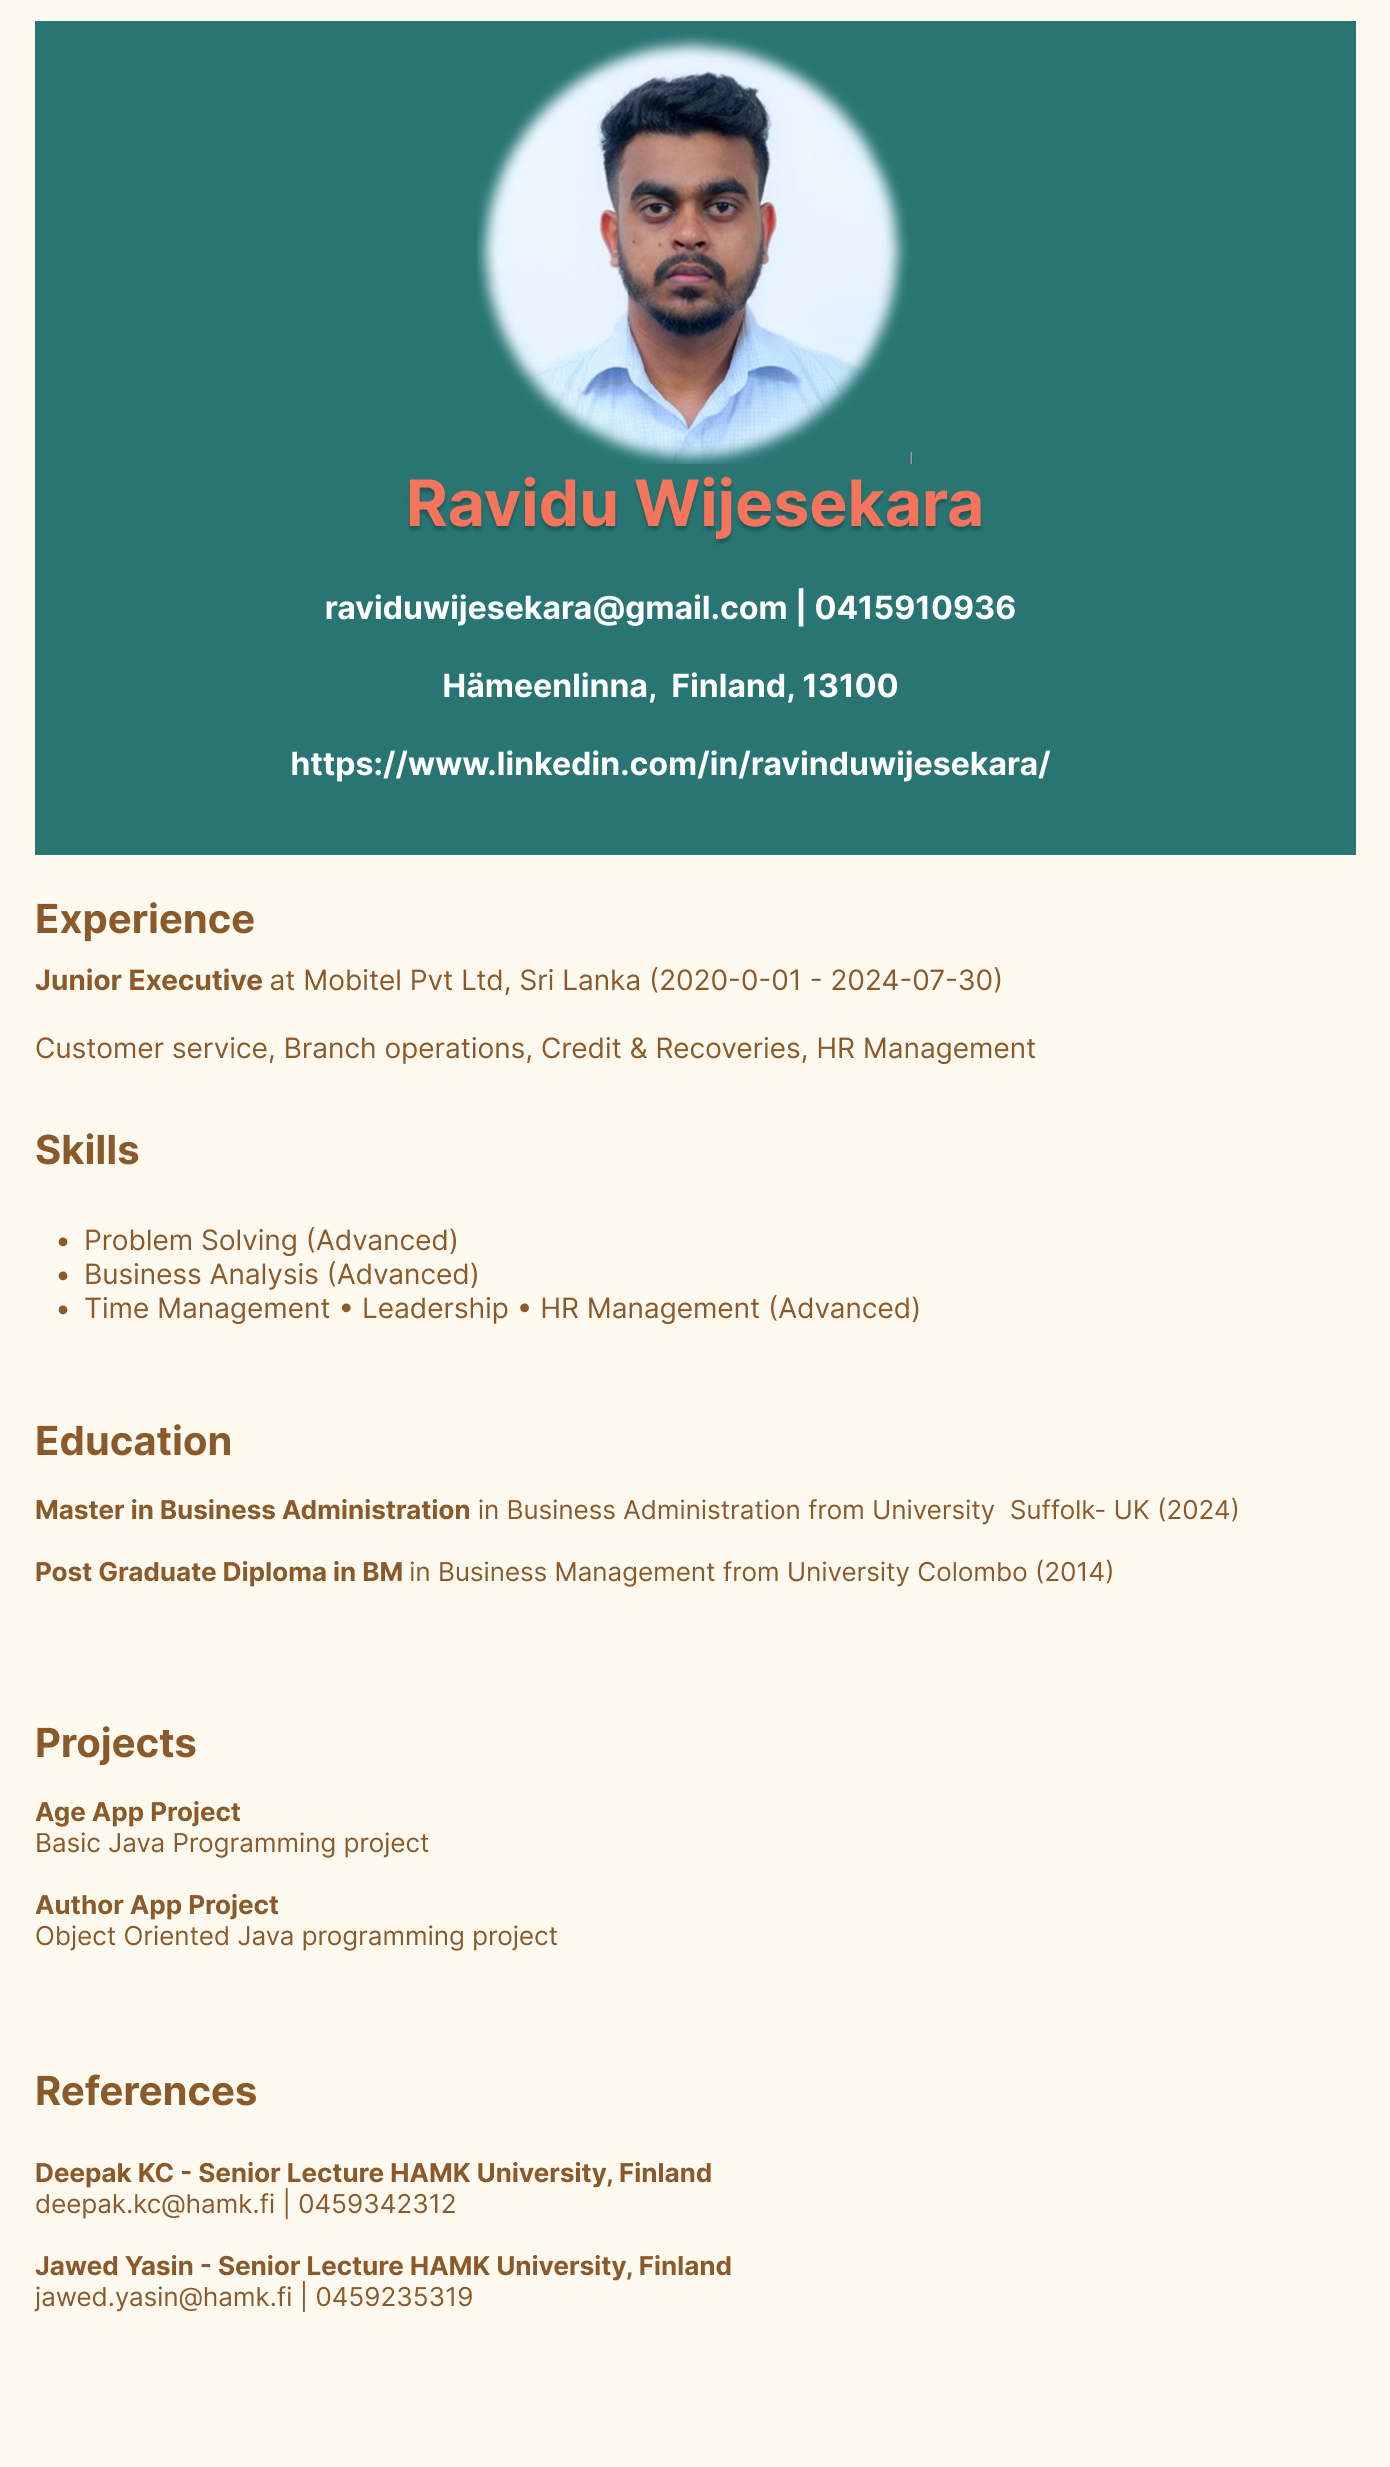 Ravidu Wijesekara
raviduwijesekara@gmail.com | 0415910936
Hämeenlinna,  Finland, 13100
https://www.linkedin.com/in/ravinduwijesekara/
Experience
Junior Executive at Mobitel Pvt Ltd, Sri Lanka (2020-0-01 - 2024-07-30)
Customer service, Branch operations, Credit & Recoveries, HR Management
Skills
• Problem Solving (Advanced)
• Business Analysis (Advanced)
• Time Management • Leadership • HR Management (Advanced)
Education
Master in Business Administration in Business Administration from University  Suffolk- UK (2024)
Post Graduate Diploma in BM in Business Management from University Colombo (2014)
Projects
Age App Project
Basic Java Programming project
Author App Project
Object Oriented Java programming project
References
Deepak KC - Senior Lecture HAMK University, Finland
deepak.kc@hamk.fi | 0459342312
Jawed Yasin - Senior Lecture HAMK University, Finland
jawed.yasin@hamk.fi | 0459235319